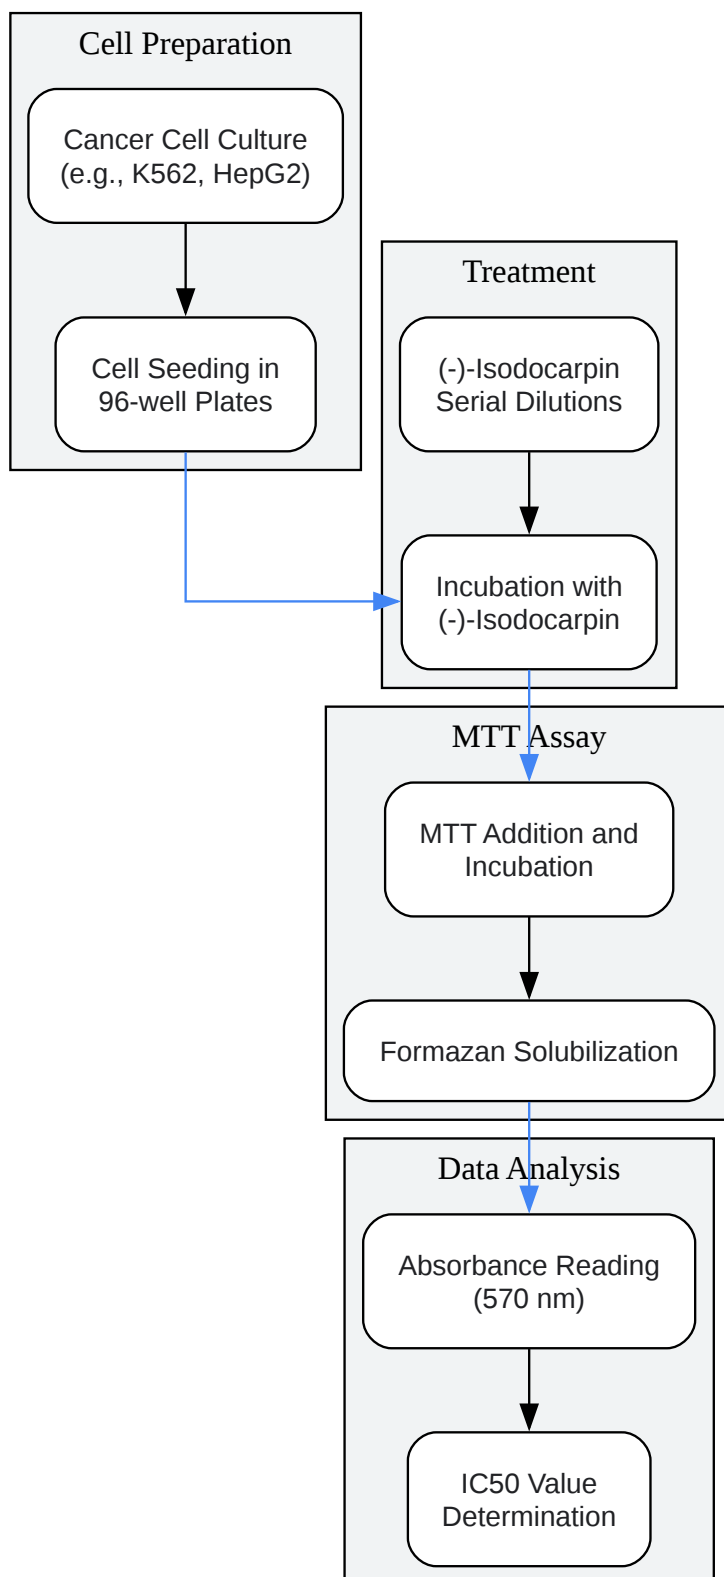 Cell Preparation
Cancer Cell Culture
(e.g., K562, HepG2)
Cell Seeding in
96-well Plates
Treatment
(-)-Isodocarpin
Serial Dilutions
Incubation with
(-)-Isodocarpin
MTT Assay
MTT Addition and
Incubation
Formazan Solubilization
Data Analysis
Absorbance Reading
(570 nm)
IC50 Value
Determination